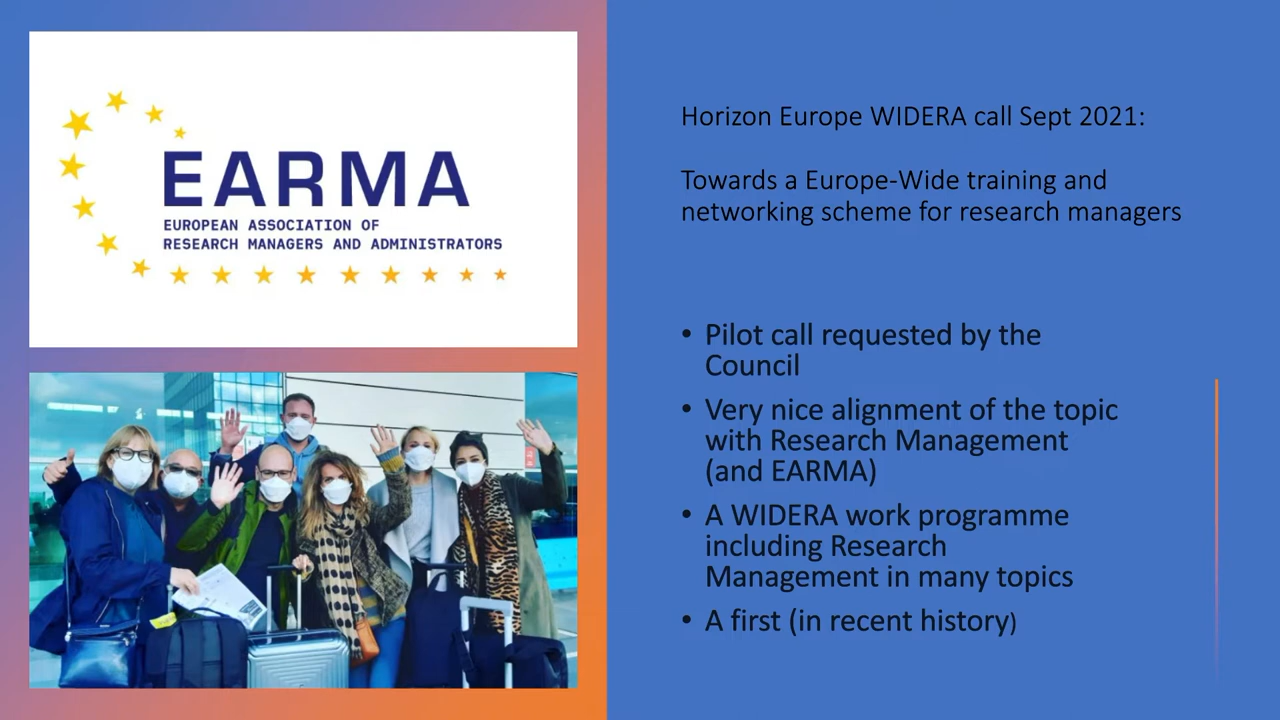 EARMA
EUROPEAN ASSOCIATION OF
RESEARCH MANAGERS AND ADMINISTRATORS
Horizon Europe WIDERA call Sept 2021:
Towards a Europe-Wide training and
networking scheme for research managers
• Pilot call requested by the
Council
• Very nice alignment of the topic
with Research Management
(and EARMA)
• A WIDERA work programme
including Research
Management in many topics
• A first (in recent history)